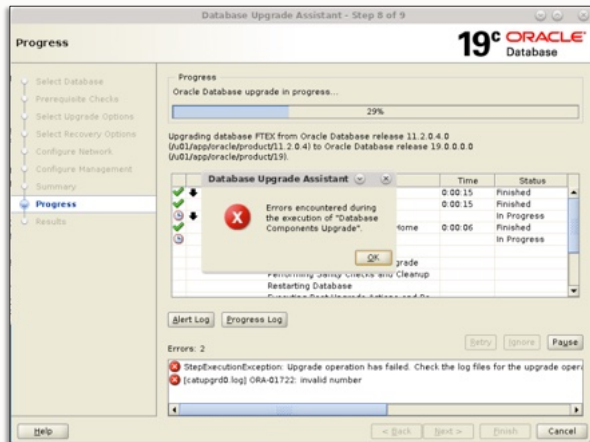 Database Upgrade Assistant - Step 8 of 9
Progress
19c ORACLE
Database
Select Database
Prerequisite Checks
Select Upgrade Options
Select Recovery Options
Configure Network
Configure Management
Summary
Progress
Results
Progress
Oracle Database upgrade in progress...
29%
Upgrading database FTEX from Oracle Database release 11.2.0.4.0
(/u01/app/oracle/product/11.2.0.4) to Oracle Database release 19.0.0.0.0
(/u01/app/oracle/product/19).
Time Status
0:00:15 Finished
0:00:15 Finished
In Progress
Home 0:00:06 Finished
In Progress
Database Upgrade Assistant
Errors encountered during
the execution of "Database
Components Upgrade".
OK
grade
Performing Sanity Checks and Cleanup
Restarting Database
Alert Log Progress Log
Retry Ignore Pause
Errors: 2
StepExecutionException: Upgrade operation has failed. Check the log files for the upgrade opera
[catupgrd0.log] ORA-01722: invalid number
Help < Back Next > Finish Cancel